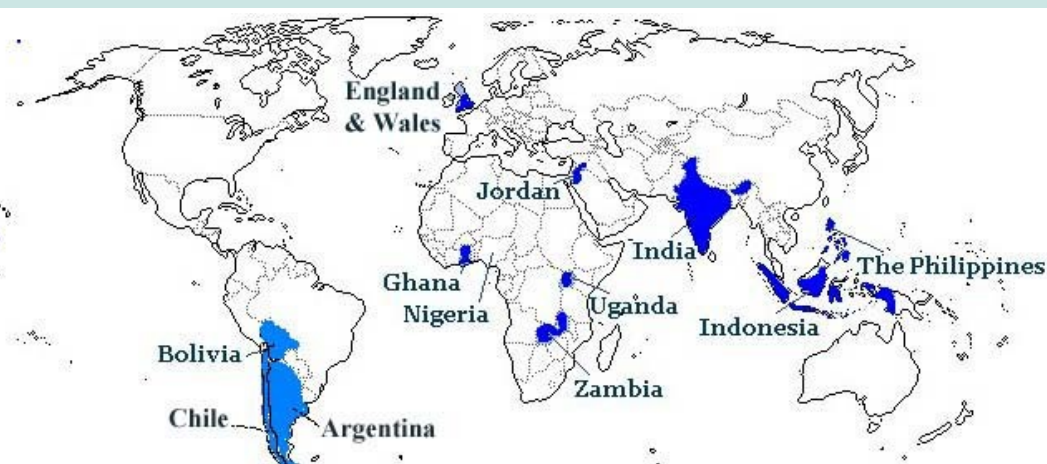 England
& Wales
Jordan
India
Ghana
The Philippines
Nigeria
Uganda
Indonesia
Bolivia
Zambia
Chile
Argentina